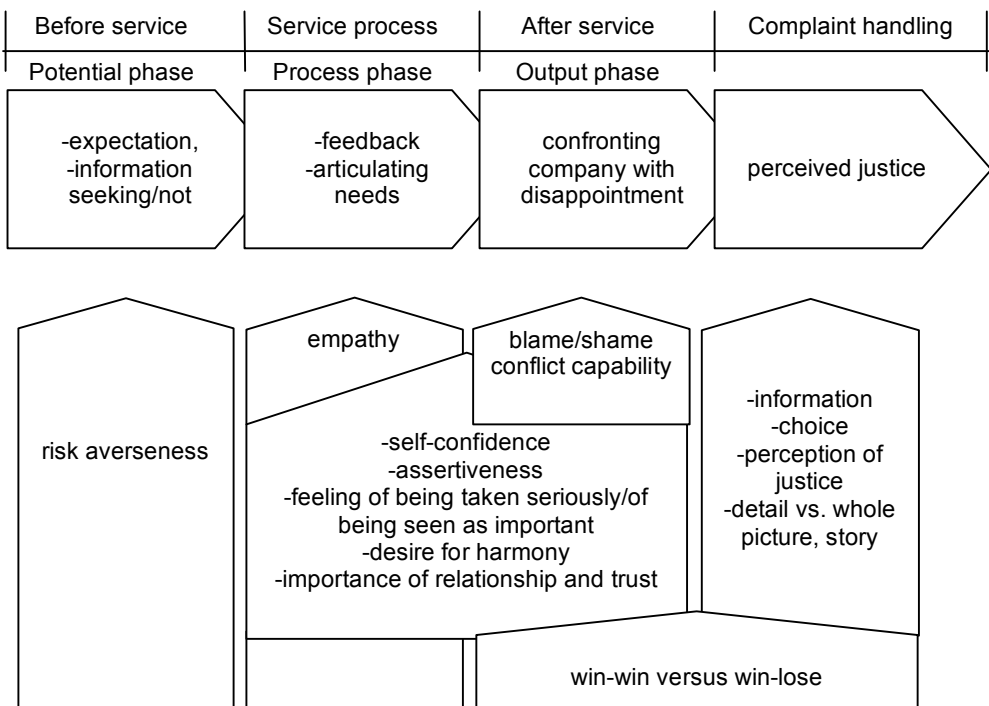 Before service
Service process
After service
Complaint handling
Potential phase
Process phase
Output phase
-expectation,
-information
seeking/not
-feedback
-articulating
needs
confronting
company with
disappointment
perceived justice
risk averseness
empathy
blame/shame
conflict capability
-self-confidence
-assertiveness
-feeling of being taken seriously/of
being seen as important
-desire for harmony
-importance of relationship and trust
-information
-choice
-perception of
justice
-detail vs. whole
picture, story
win-win versus win-lose